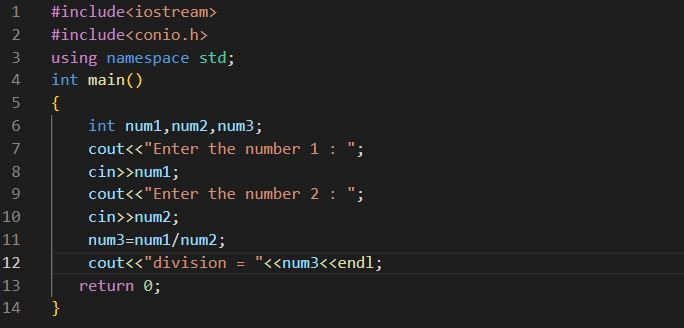 1 #include<iostream>
2 #include<conio.h>
3 using namespace std;
4 int main()
5 {
6     int num1,num2,num3;
7     cout<<"Enter the number 1 : ";
8     cin>>num1;
9     cout<<"Enter the number 2 : ";
10     cin>>num2;
11     num3=num1/num2;
12     cout<<"division = "<<num3<<endl;
13    return 0;
14 }